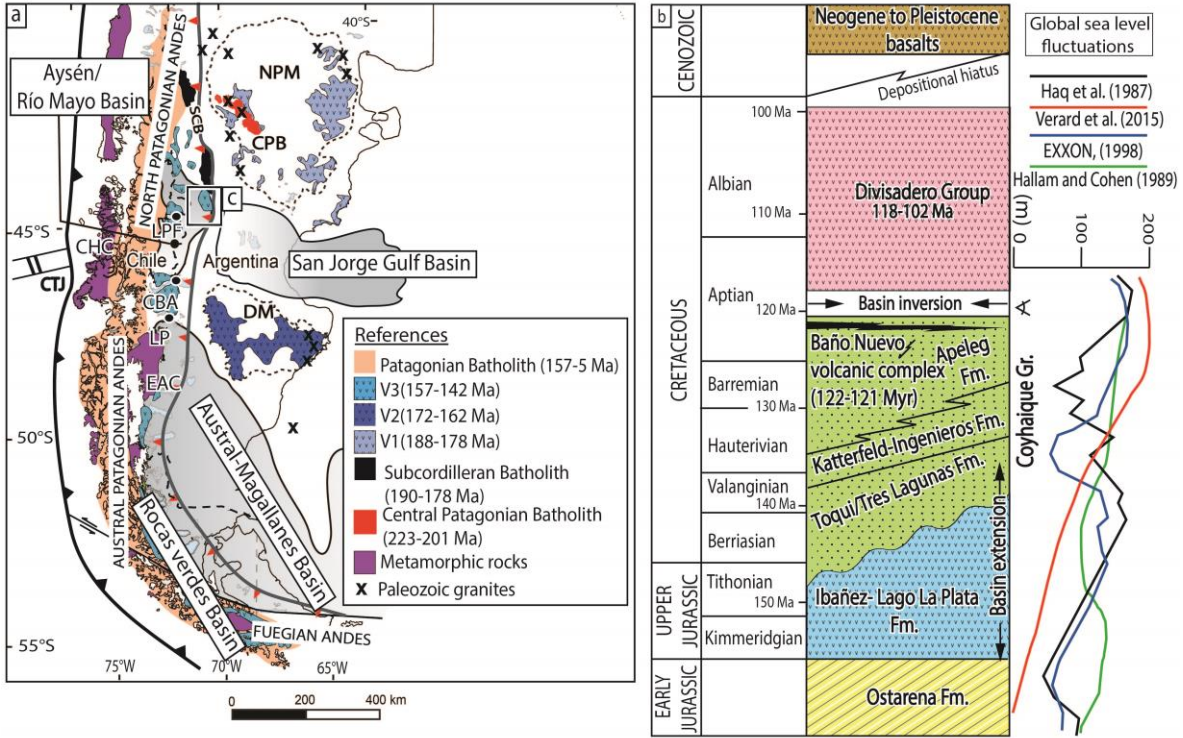 a
40°S
NORTH PATAGONIAN ANDES
NPM
Aysén/
Río Mayo Basin
SCB
CPB
C
45°S
LPF
CHC
Chile
Argentina
San Jorge Gulf Basin
CTJ
CBA
DM
LP
EAC
AUSTRAL PATAGONIAN ANDES
50°S
Austral-Magallanes Basin
Rocas verdes Basin
FUEGIAN ANDES
55°S
75°W
70°W
65°W
0 200 400 km
References
Patagonian Batholith (157-5 Ma)
V3(157-142 Ma)
V2(172-162 Ma)
V1(188-178 Ma)
Subcordilleran Batholith
(190-178 Ma)
Central Patagonian Batholith
(223-201 Ma)
Metamorphic rocks
x Paleozoic granites
b
CENOZOIC
Neogene to Pleistocene
basalts
Depositional hiatus
CRETACEOUS
100 Ma
Albian
110 Ma
Divisadero Group
118-102 Ma
Aptian
120 Ma
Basin inversion
Baño Nuevo
volcanic complex
(122-121 Myr)
Apeleg
Fm.
Barremian
130 Ma
Hauterivian
Katterfeld-Ingenieros Fm.
Valanginian
140 Ma
Toqui/Tres Lagunas Fm.
Berriasian
Coyhaique Gr.
Basin extension
UPPER
JURASSIC
Tithonian
150 Ma
Kimmeridgian
Ibañez- Lago La Plata
Fm.
EARLY
JURASSIC
Ostarena Fm.
Global sea level
fluctuations
Haq et al. (1987)
Verard et al. (2015)
EXXON, (1998)
Hallam and Cohen (1989)
0 100 200
(m)